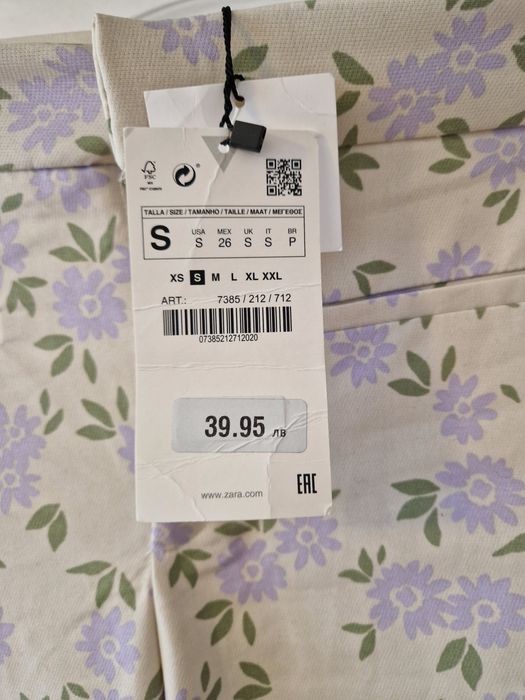 FSC
TALLA / SIZE / TAMANHO / TAILLE / MAAT / ΜΕΓΕΘΟΣ
S
USA MEX UK IT BR
S 26 S S P
XS S M L XL XXL
ART.: 7385 / 212 / 712
07385212712020
39.95 лв
www.zara.com
EAC